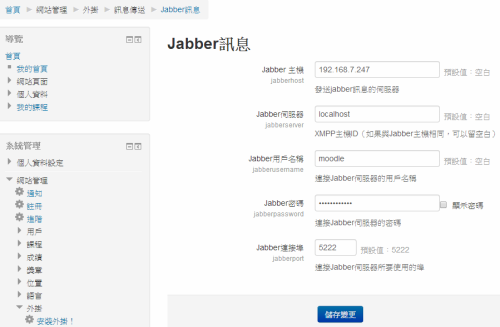 首頁 ► 網站管理 ► 外掛 ► 訊息傳送 ► Jabber訊息
導覽
首頁
我的首頁
網站頁面
個人資料
我的課程
系統管理
個人資料設定
網站管理
通知
註冊
進階
用戶
課程
成績
獎章
位置
語言
外掛
安裝外掛！
Jabber訊息
Jabber 主機
jabberhost
192.168.7.247 預設值：空白
發送jabber訊息的伺服器
Jabber伺服器
jabberserver
localhost 預設值：空白
XMPP主機ID（如果與Jabber主機相同，可以留空白）
Jabber用戶名稱
jabberusername
moodle 預設值：空白
連接Jabber伺服器的用戶名稱
Jabber密碼
jabberpassword
•••••••••••• 顯示密碼
連接Jabber伺服器的密碼
Jabber連接埠
jabberport
5222 預設值：5222
連接Jabber伺服器所要使用的埠
儲存變更